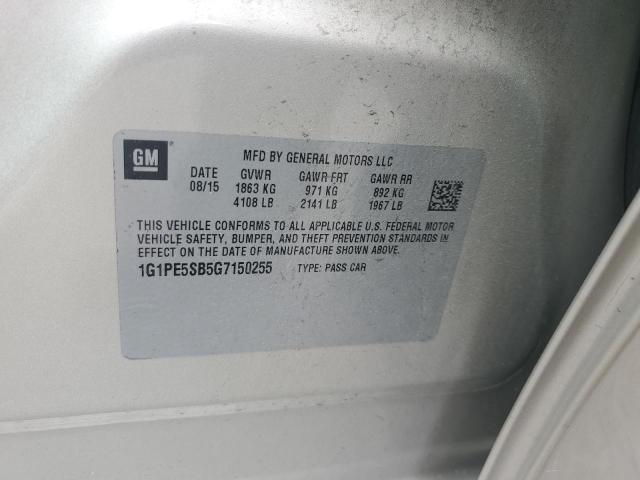 GM
MFD BY GENERAL MOTORS LLC
DATE GVWR GAWR FRT GAWR RR
08/15 1863 KG 971 KG 892 KG
4108 LB 2141 LB 1967 LB
THIS VEHICLE CONFORMS TO ALL APPLICABLE U.S. FEDERAL MOTOR
VEHICLE SAFETY, BUMPER, AND THEFT PREVENTION STANDARDS IN
EFFECT ON THE DATE OF MANUFACTURE SHOWN ABOVE.
1G1PE5SB5G7150255 TYPE: PASS CAR